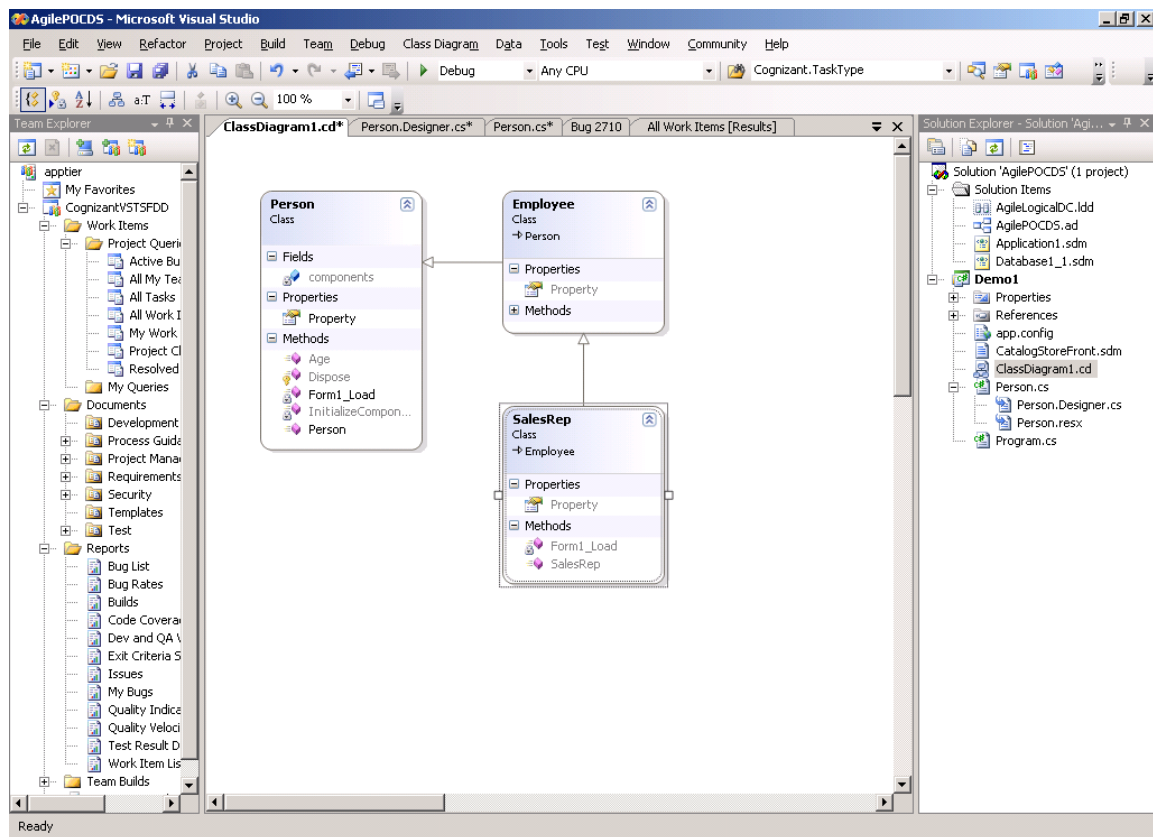 AgilePOCDS - Microsoft Visual Studio
File Edit View Refactor Project Build Team Debug Class Diagram Data Tools Test Window Community Help
Debug Any CPU Cognizant.TaskType
a:T 100 %
Team Explorer
apptier
My Favorites
CognizantVSTSFDD
Work Items
Project Queri
Active Bu
All My Tea
All Tasks
All Work I
My Work
Project Cl
Resolved
My Queries
Documents
Development
Process Guida
Project Mana
Requirements
Security
Templates
Test
Reports
Bug List
Bug Rates
Builds
Code Covera
Dev and QA V
Exit Criteria S
Issues
My Bugs
Quality Indica
Quality Veloci
Test Result D
Work Item Lis
Team Builds
ClassDiagram1.cd* Person.Designer.cs* Person.cs* Bug 2710 All Work Items [Results]
Person
Class
Fields
components
Properties
Property
Methods
Age
Dispose
Form1_Load
InitializeCompon...
Person
Employee
Class
Person
Properties
Property
Methods
SalesRep
Class
Employee
Properties
Property
Methods
Form1_Load
SalesRep
Solution Explorer - Solution 'Agi...
Solution 'AgilePOCDS' (1 project)
Solution Items
AgileLogicalDC.ldd
AgilePOCDS.ad
Application1.sdm
Database1_1.sdm
Demo1
Properties
References
app.config
CatalogStoreFront.sdm
ClassDiagram1.cd
Person.cs
Person.Designer.cs
Person.resx
Program.cs
Ready